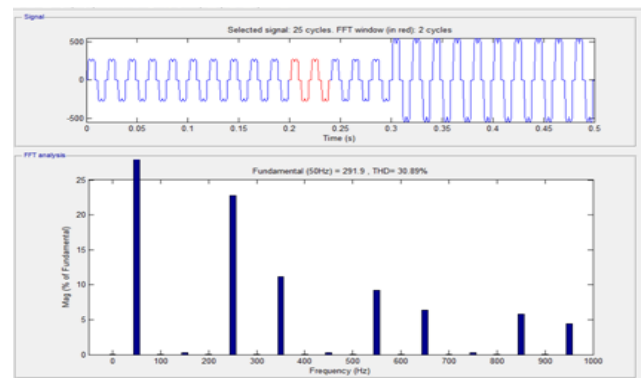 Signal
Selected signal: 25 cycles. FFT window (in red): 2 cycles
500
0
-500
0 0.05 0.1 0.15 0.2 0.25 0.3 0.35 0.4 0.45 0.5
Time (s)
FFT analysis
Fundamental (50Hz) = 291.9 , THD= 30.89%
25
20
15
10
5
0
Mag (% of Fundamental)
0 100 200 300 400 500 600 700 800 900 1000
Frequency (Hz)